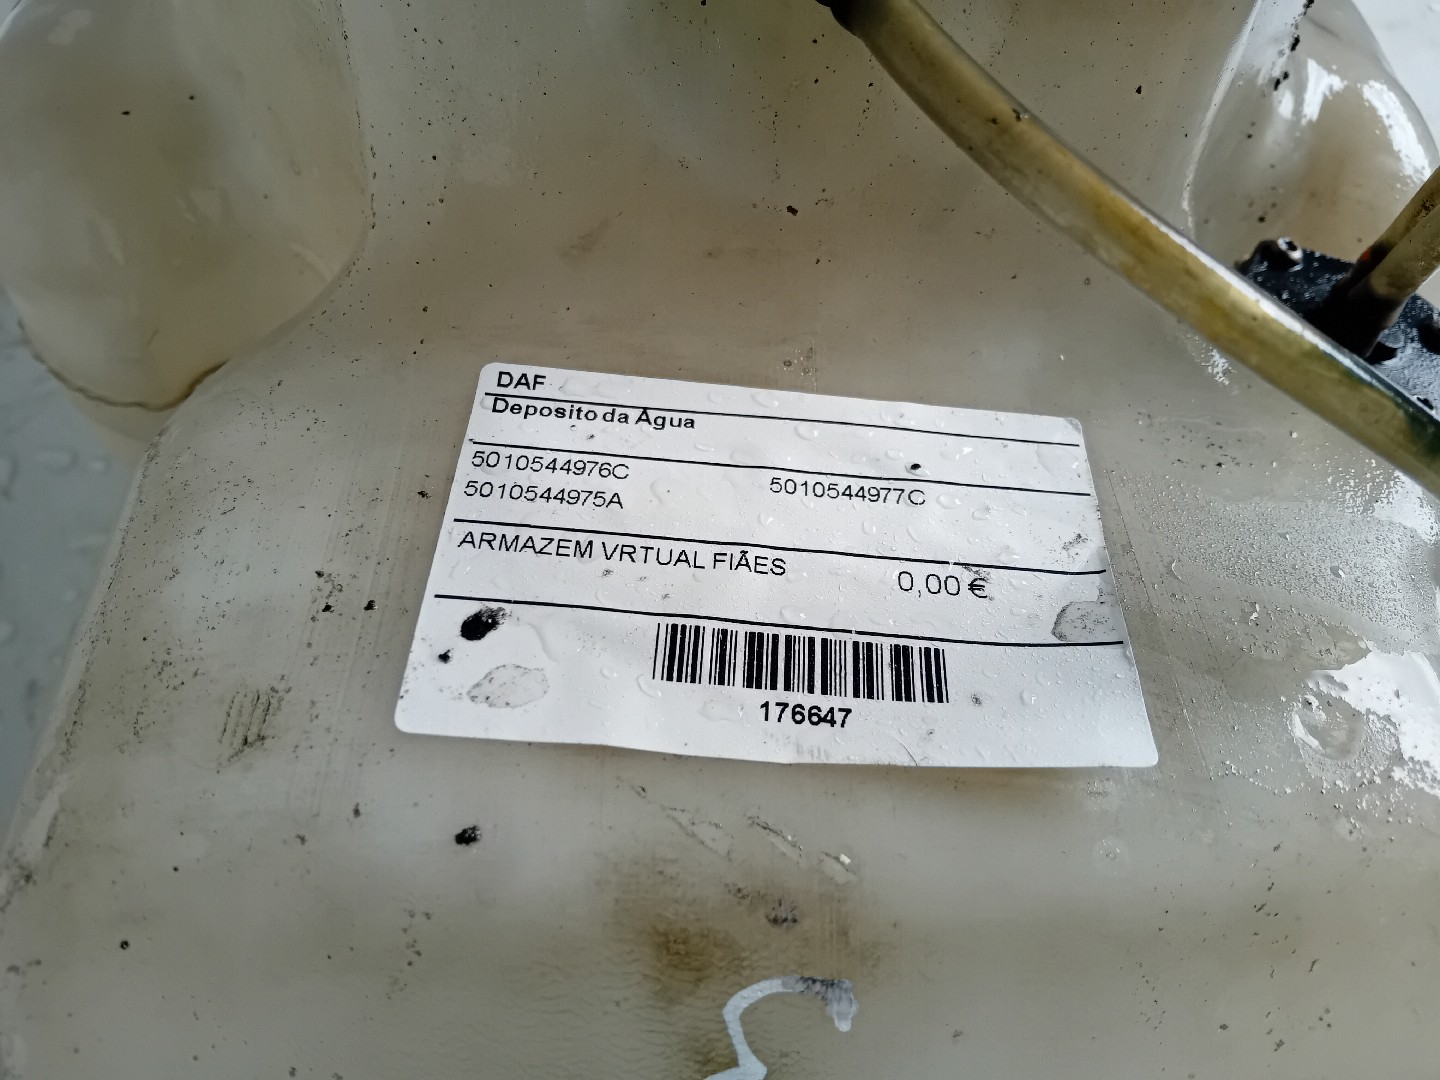 DAF
Deposito da Água
5010544976C 5010544977C
5010544975A
ARMAZEM VRTUAL FIÃES 0,00 €
176647